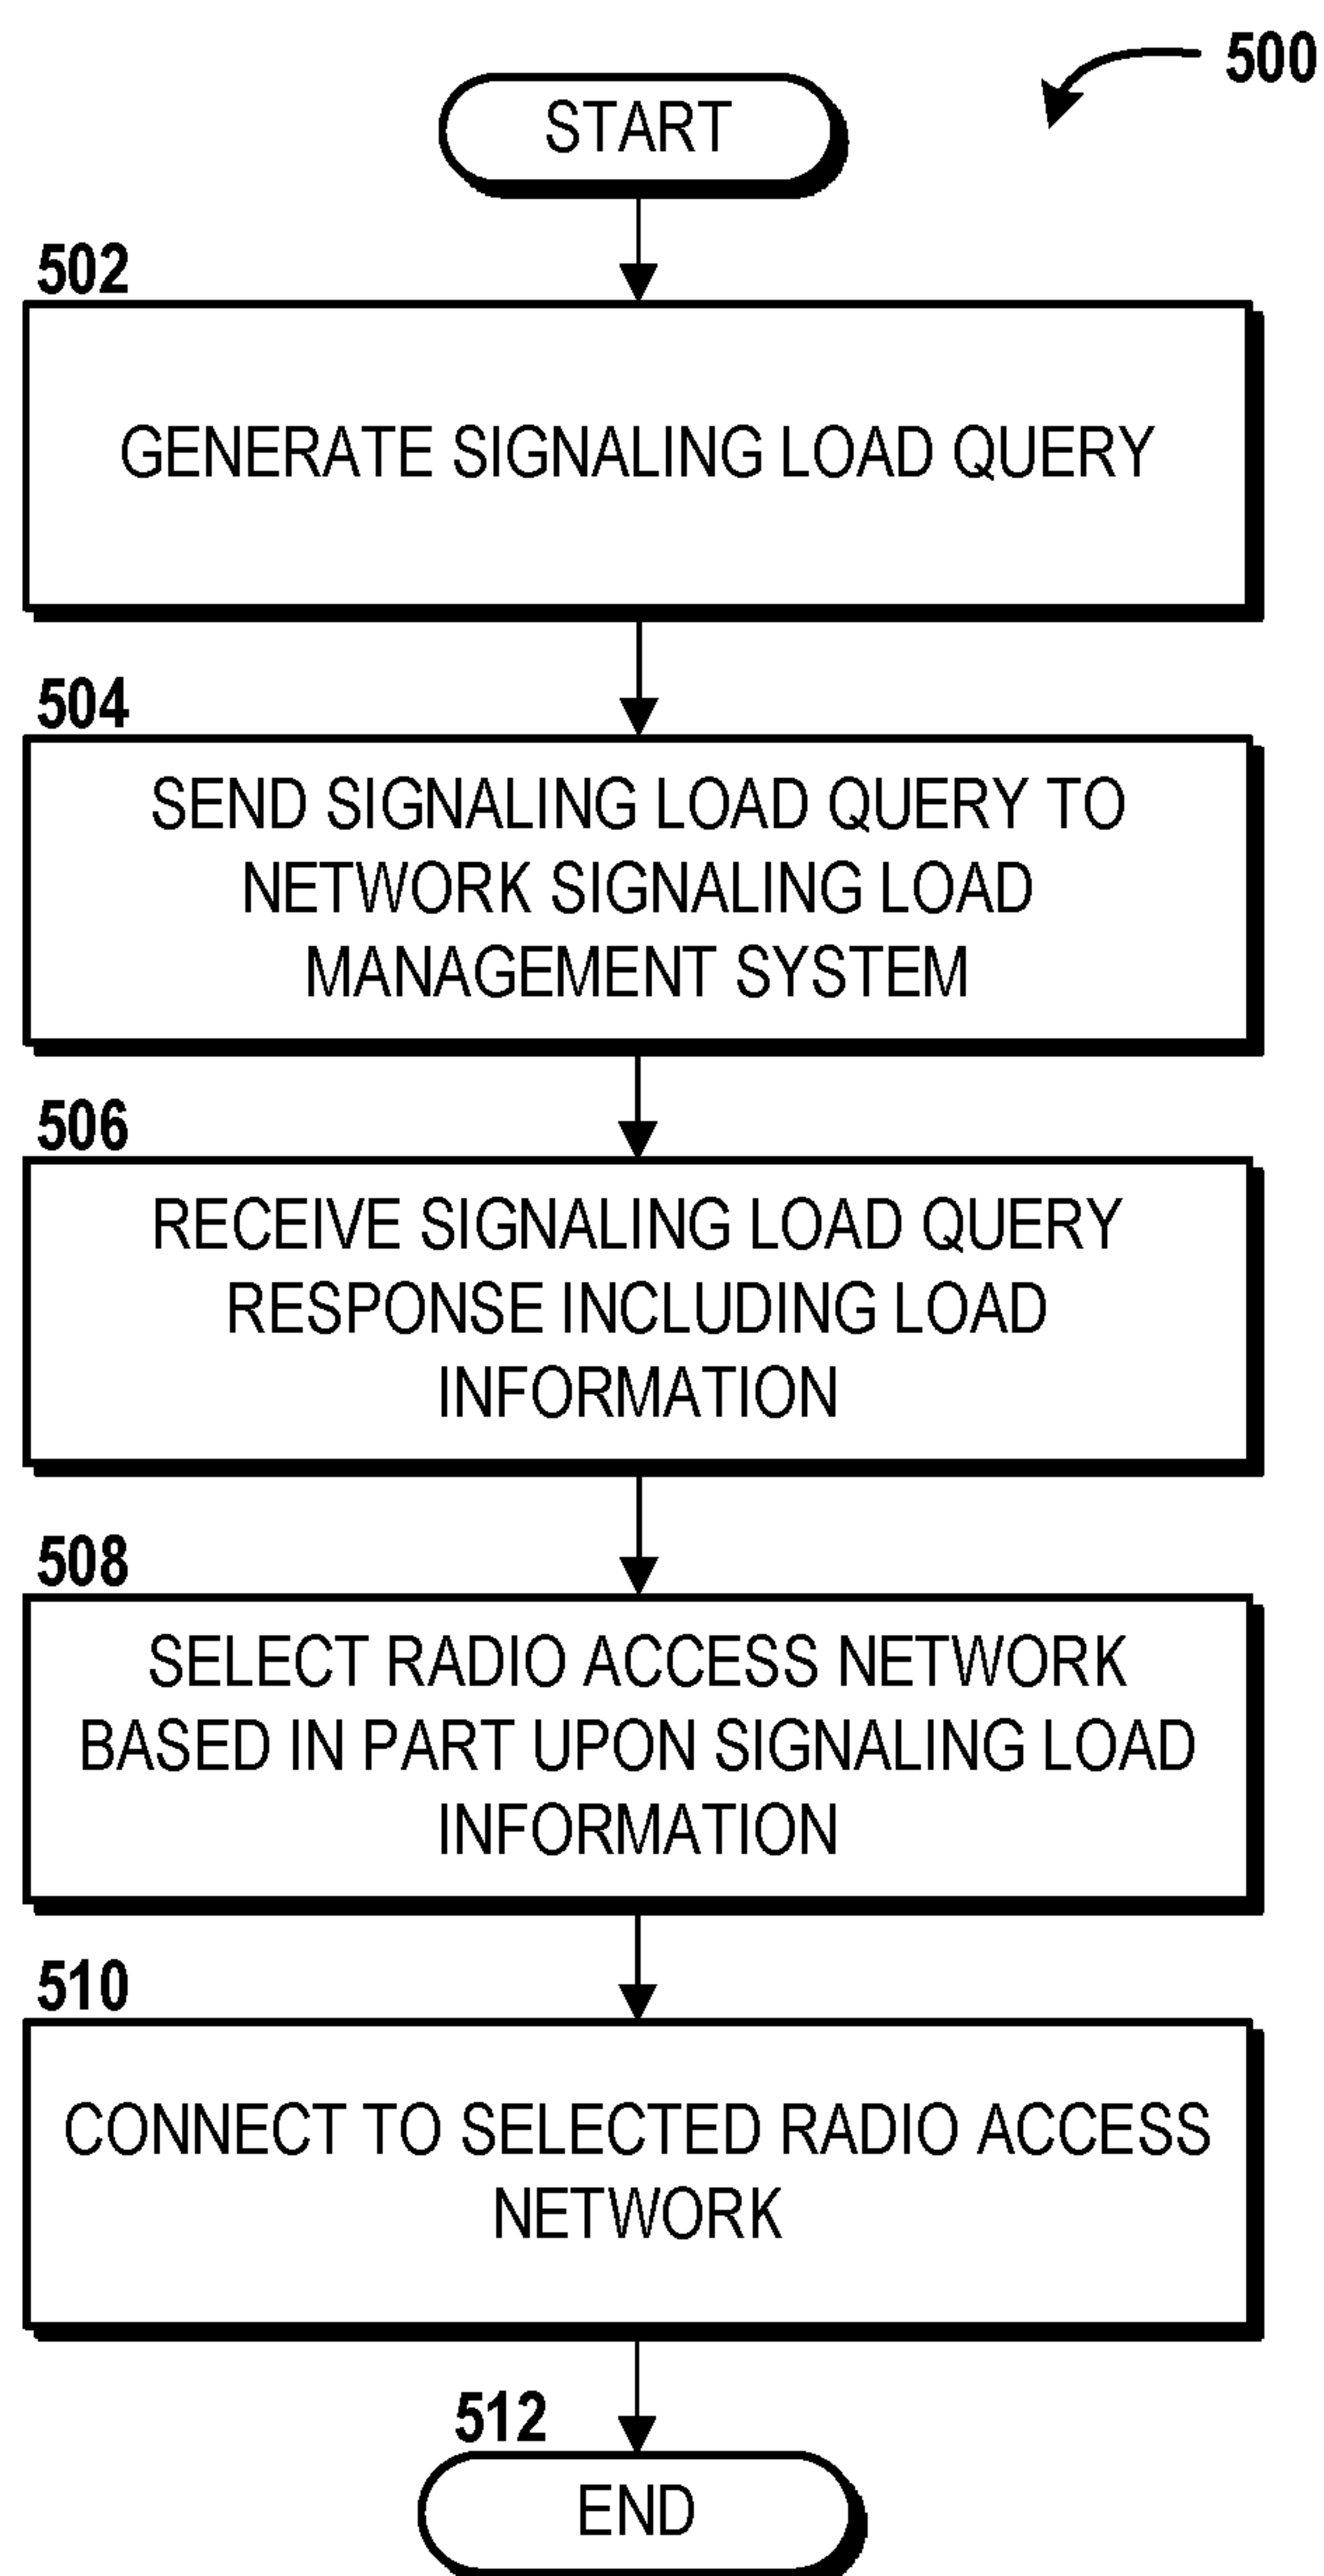 500
START
502
GENERATE SIGNALING LOAD QUERY
504
SEND SIGNALING LOAD QUERY TO
NETWORK SIGNALING LOAD
MANAGEMENT SYSTEM
506
RECEIVE SIGNALING LOAD QUERY
RESPONSE INCLUDING LOAD
INFORMATION
508
SELECT RADIO ACCESS NETWORK
BASED IN PART UPON SIGNALING LOAD
INFORMATION
510
CONNECT TO SELECTED RADIO ACCESS
NETWORK
512
END